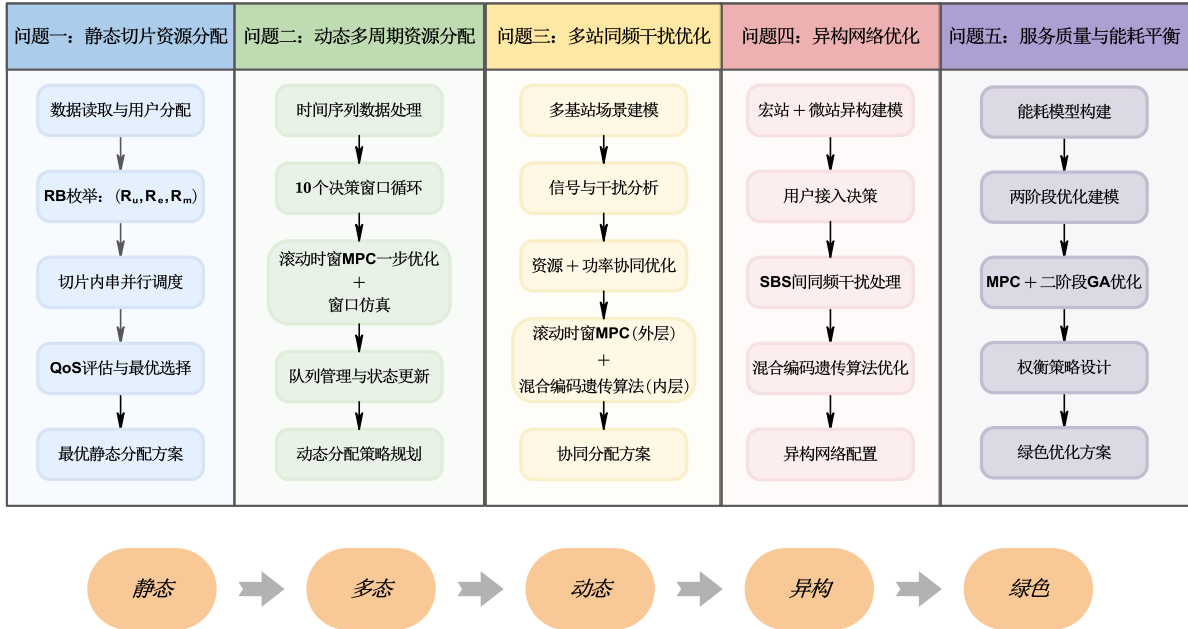 问题一：静态切片资源分配
数据读取与用户分配
RB枚举：(Rᵤ,Rₑ,Rₘ)
切片内串并行调度
QoS评估与最优选择
最优静态分配方案
问题二：动态多周期资源分配
时间序列数据处理
10个决策窗口循环
滚动时窗MPC一步优化
+
窗口仿真
队列管理与状态更新
动态分配策略规划
问题三：多站同频干扰优化
多基站场景建模
信号与干扰分析
资源＋功率协同优化
滚动时窗MPC（外层）
+
混合编码遗传算法（内层）
协同分配方案
问题四：异构网络优化
宏站＋微站异构建模
用户接入决策
SBS间同频干扰处理
混合编码遗传算法优化
异构网络配置
问题五：服务质量与能耗平衡
能耗模型构建
两阶段优化建模
MPC＋二阶段GA优化
权衡策略设计
绿色优化方案
静态
多态
动态
异构
绿色